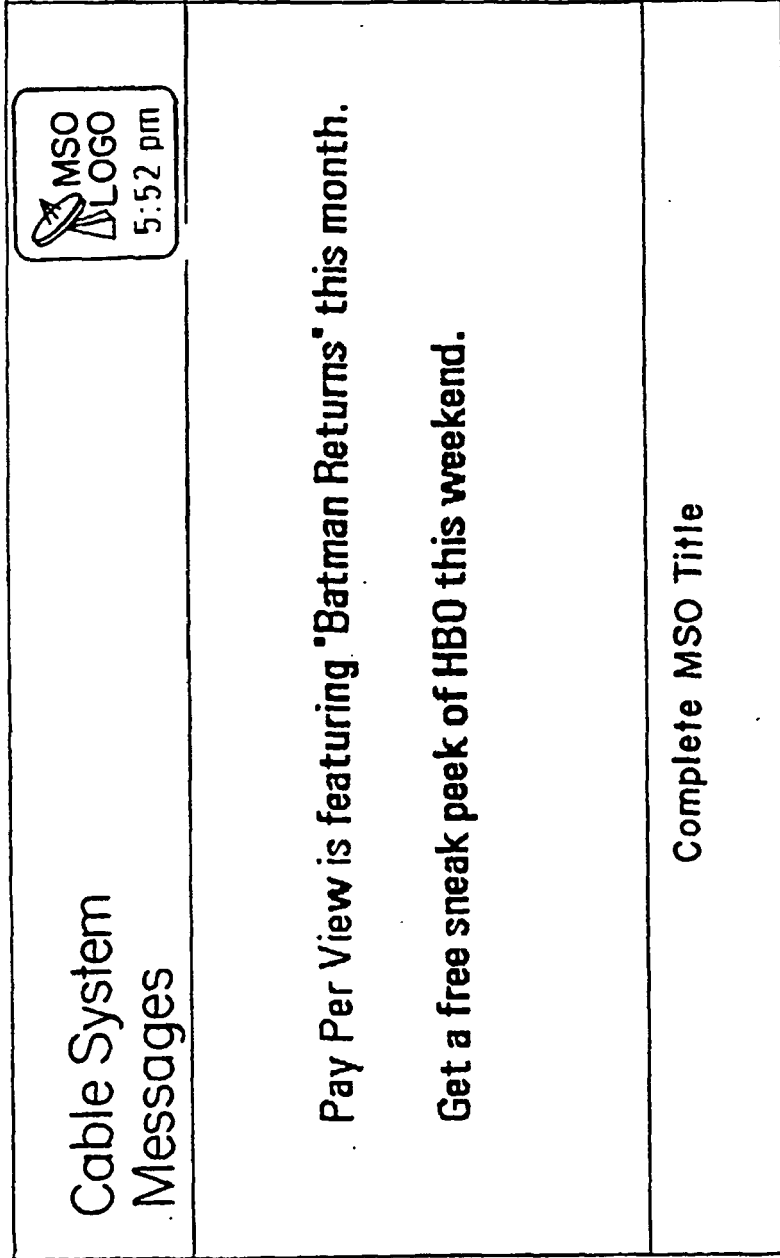 Cable System
Messages
MSO
LOGO
5:52 pm
Pay Per View is featuring "Batman Returns" this month.
Get a free sneak peek of HBO this weekend.
Complete MSO Title